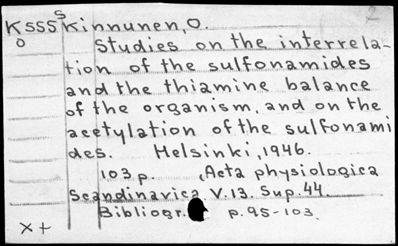 K555 S Kinnunen, O.
O Studies on the interrela-
tion of the sulfonamides
and the thiamine balance
of the organism, and on the
acetylation of the sulfonami
des. Helsinki, 1946.
103 p. (Acta physiologica
Scandinavica V.13. Sup.44.
Bibliogr. p. 95-103.
X+